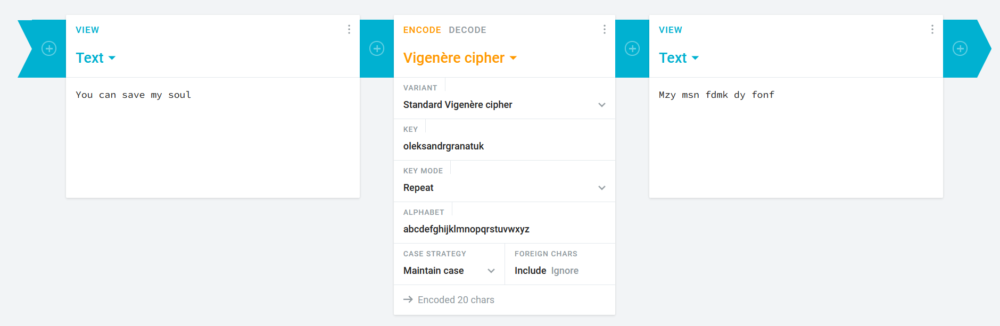 VIEW
Text
You can save my soul
ENCODE DECODE
Vigenère cipher
VARIANT
Standard Vigenère cipher
KEY
oleksandrgranatuk
KEY MODE
Repeat
ALPHABET
abcdefghijklmnopqrstuvwxyz
CASE STRATEGY
Maintain case
FOREIGN CHARS
Include Ignore
→ Encoded 20 chars
VIEW
Text
Mzy msn fdmk dy fonf